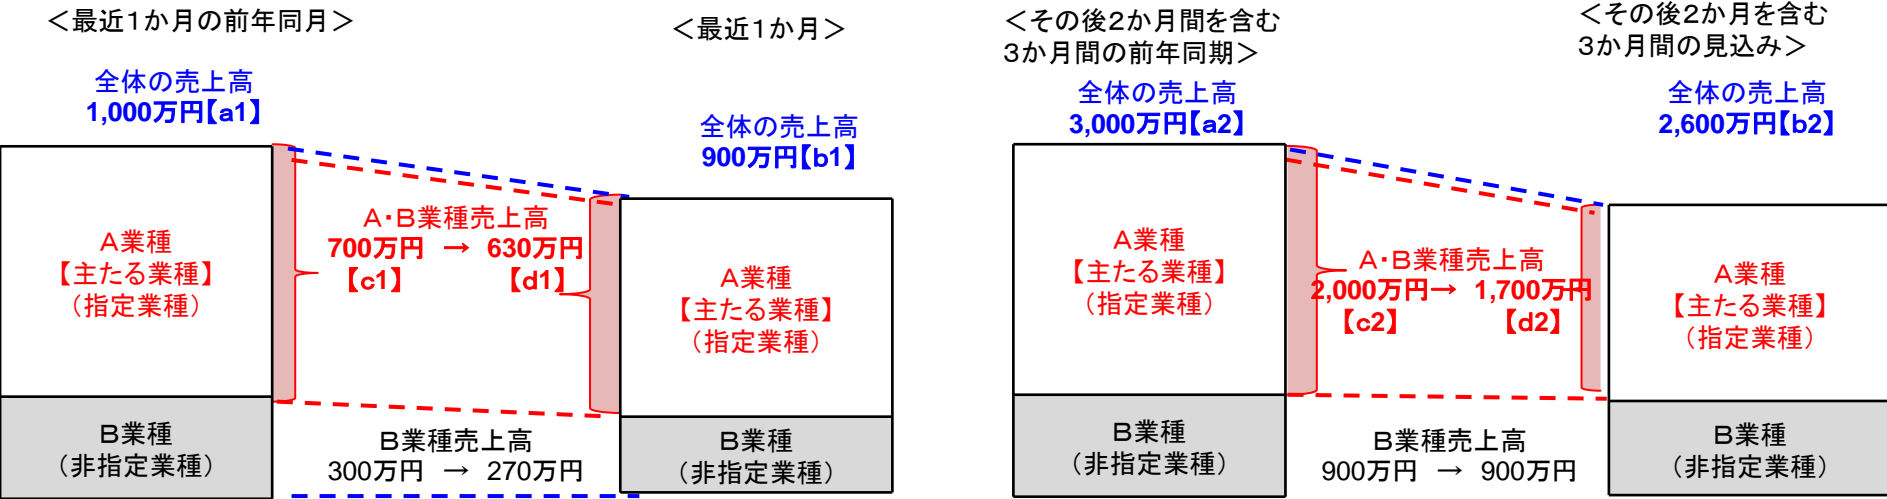 ＜最近1か月の前年同月＞
全体の売上高
1,000万円【a1】
A業種
【主たる業種】
（指定業種）
B業種
（非指定業種）
A・B業種売上高
700万円 → 630万円
【c1】 【d1】
B業種売上高
300万円 → 270万円
＜最近1か月＞
全体の売上高
900万円【b1】
A業種
【主たる業種】
（指定業種）
B業種
（非指定業種）
＜その後2か月間を含む
3か月間の前年同期＞
全体の売上高
3,000万円【a2】
A業種
【主たる業種】
（指定業種）
B業種
（非指定業種）
A・B業種売上高
2,000万円→ 1,700万円
【c2】 【d2】
B業種売上高
900万円 → 900万円
＜その後2か月を含む
3か月間の見込み＞
全体の売上高
2,600万円【b2】
A業種
【主たる業種】
（指定業種）
B業種
（非指定業種）